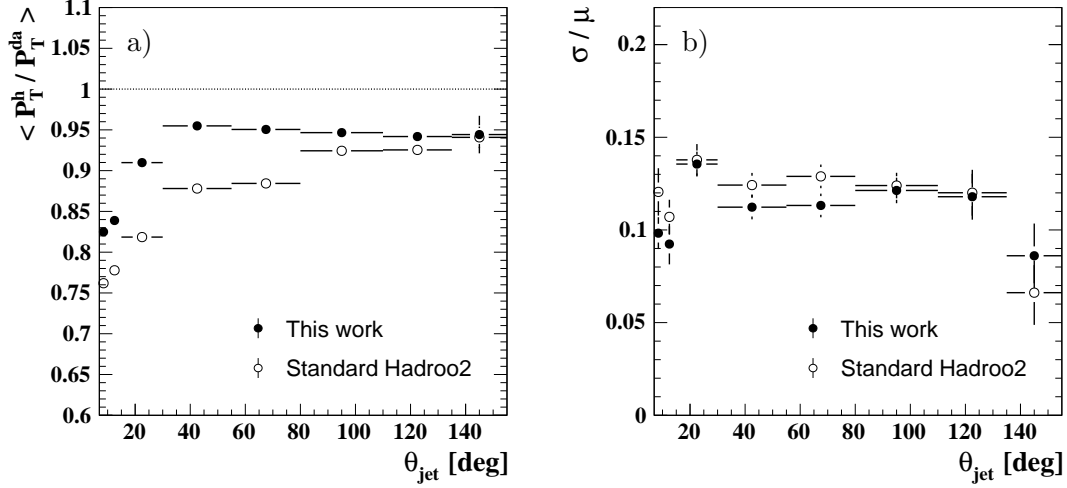 < P_T^h / P_T^da >
1.1
1.05
1
0.95
0.9
0.85
0.8
0.75
0.7
0.65
0.6
a)
This work
Standard Hadroo2
20 40 60 80 100 120 140
θ_jet [deg]
σ / μ
0.2
0.15
0.1
0.05
0
b)
This work
Standard Hadroo2
20 40 60 80 100 120 140
θ_jet [deg]